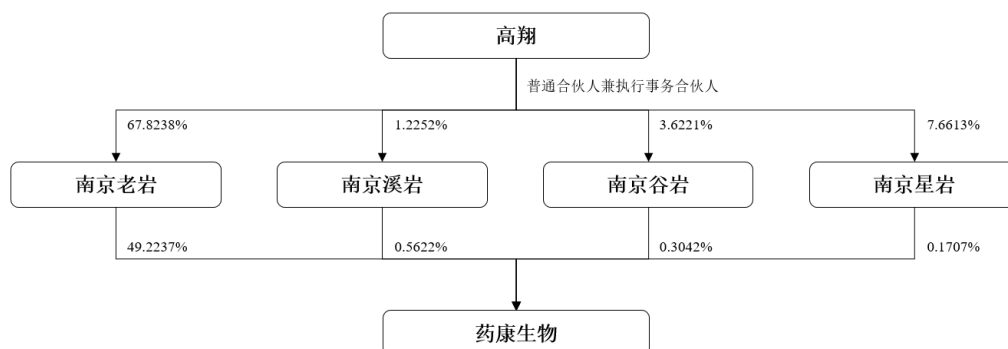 高翔
普通合伙人兼执行事务合伙人
67.8238%
1.2252%
3.6221%
7.6613%
南京老岩
南京溪岩
南京谷岩
南京星岩
49.2237%
0.5622%
0.3042%
0.1707%
药康生物